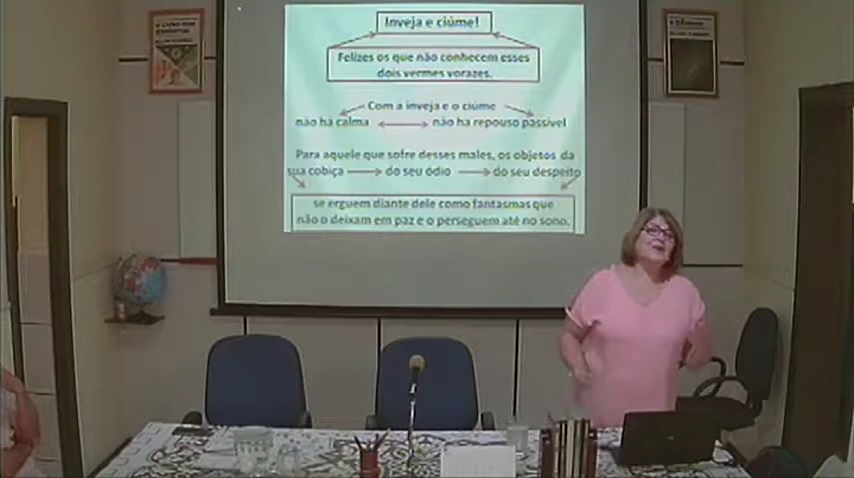 Inveja e ciúme!
Felizes os que não conhecem esses
dois vermes vorazes.
Com a inveja e o ciúme
não há calma não há repouso possível
Para aquele que sofre desses males, os objetos da
sua cobiça do seu ódio do seu despeito
se erguem diante dele como fantasmas que
não o deixam em paz e o perseguem até no sono.